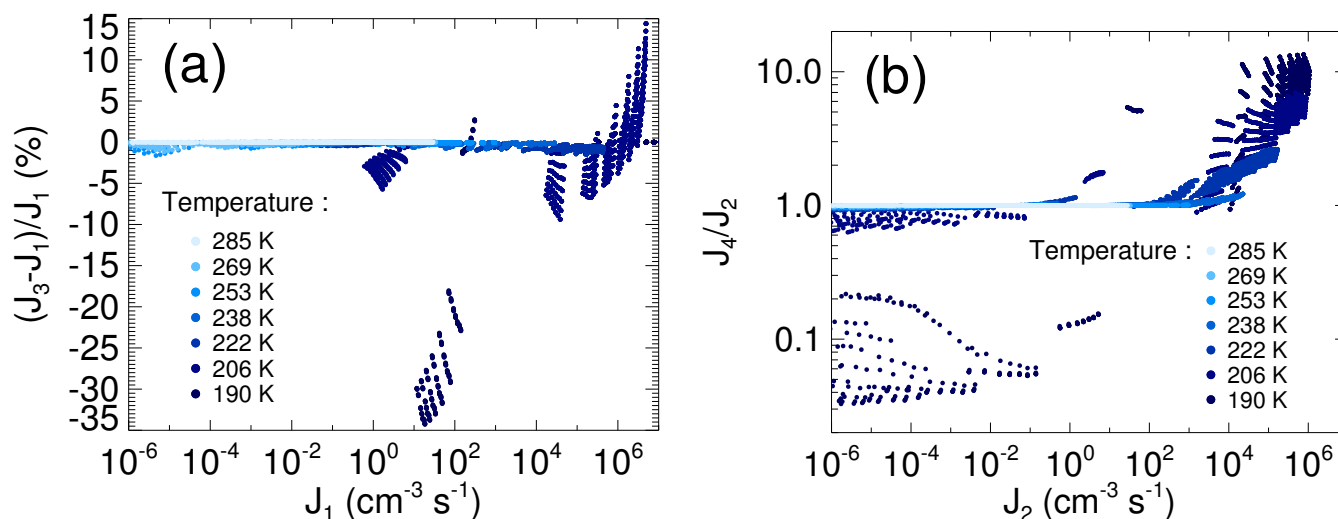 (a)
15
10
5
0
-5
-10
-15
-20
-25
-30
-35
(J₃-J₁)/J₁ (%)
Temperature :
285 K
269 K
253 K
238 K
222 K
206 K
190 K
10⁻⁶ 10⁻⁴ 10⁻² 10⁰ 10² 10⁴ 10⁶
J₁ (cm⁻³ s⁻¹)
(b)
10.0
1.0
0.1
J₄/J₂
Temperature :
285 K
269 K
253 K
238 K
222 K
206 K
190 K
10⁻⁶ 10⁻⁴ 10⁻² 10⁰ 10² 10⁴ 10⁶
J₂ (cm⁻³ s⁻¹)